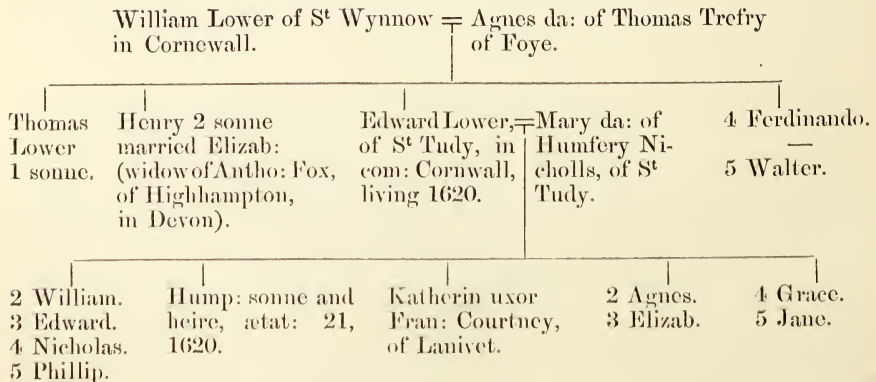 William Lower of St Wynnow = Agnes da: of Thomas Trefry
in Cornewall. of Foye.
Thomas
Lower
1 sonne.
Henry 2 sonne
married Elizab:
(widow of Antho: Fox,
of Highhampton,
in Devon).
Edward Lower,
of St Tudy, in
com: Cornwall,
living 1620.
=Mary da: of
Humfery Ni-
cholls, of St
Tudy.
4 Ferdinando.
—
5 Walter.
2 William.
3 Edward.
4 Nicholas.
5 Phillip.
Hump: sonne and
heire, ætat: 21,
1620.
Katherin uxor
Fran: Courtney,
of Lanivet.
2 Agnes.
3 Elizab.
4 Grace.
5 Jane.